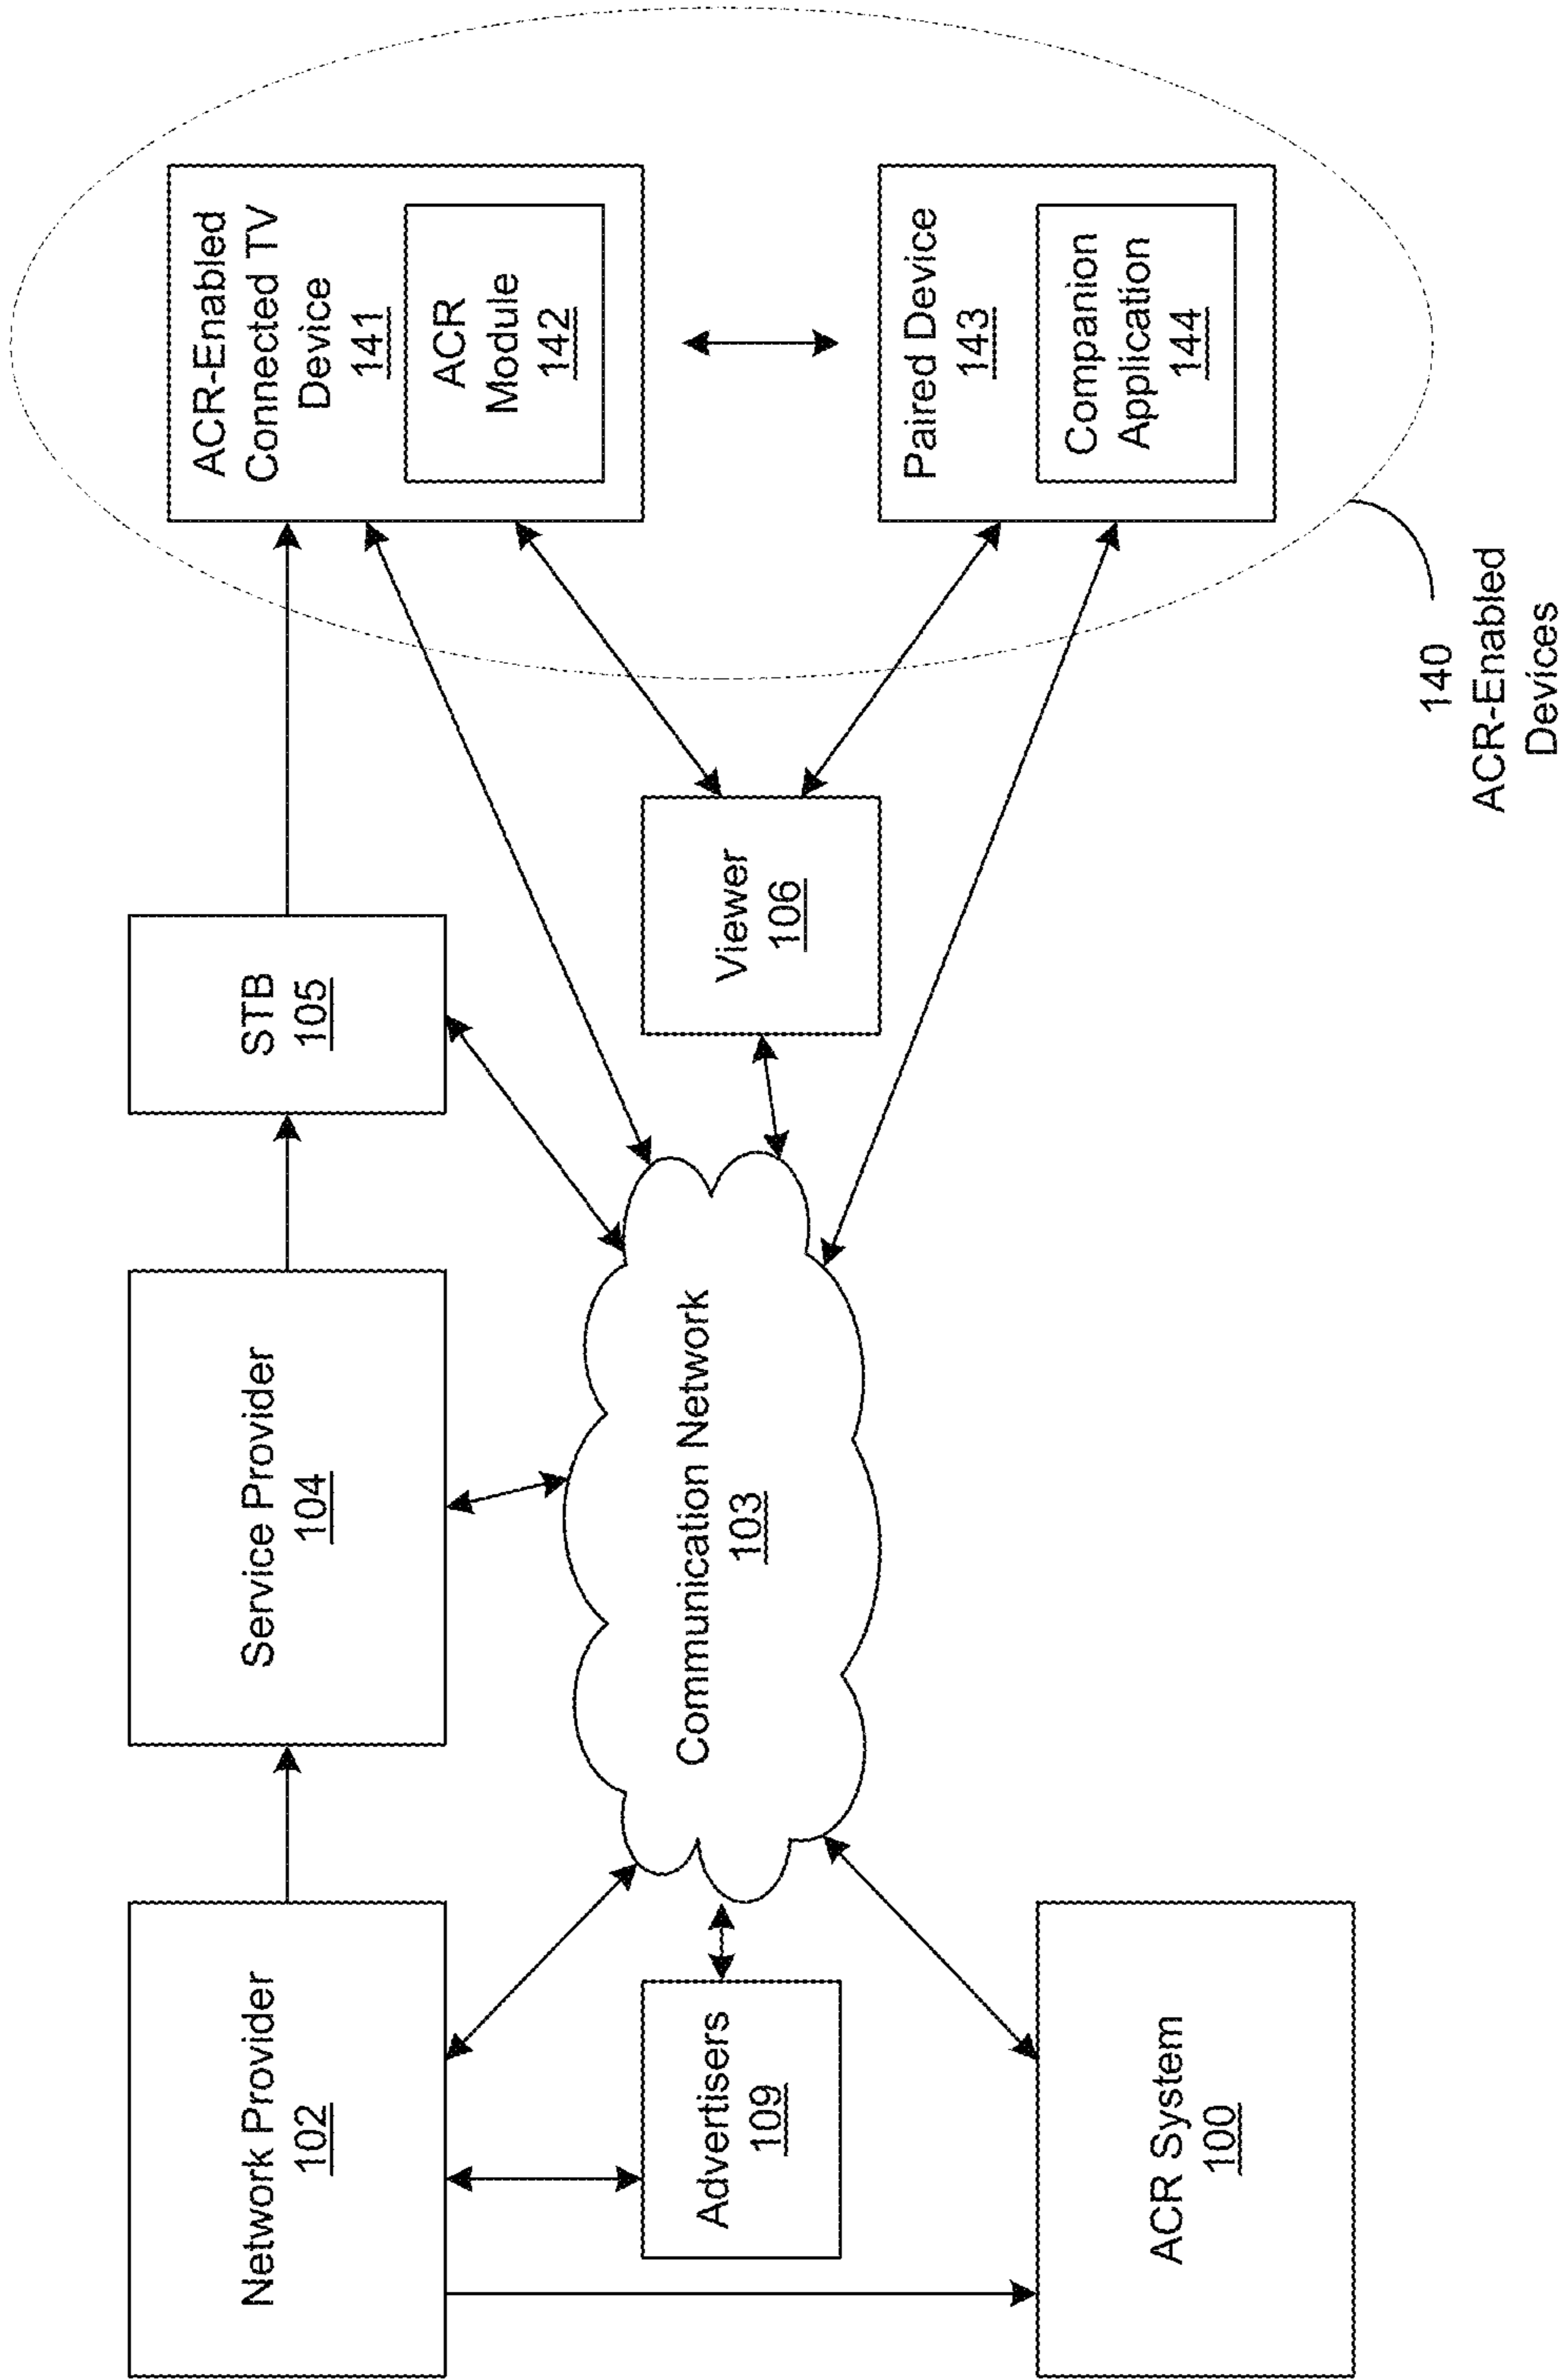 Network Provider
102
Service Provider
104
STB
105
ACR-Enabled
Connected TV
Device
141
ACR
Module
142
Advertisers
109
Communication Network
103
Viewer
106
ACR System
100
Paired Device
143
Companion
Application
144
140
ACR-Enabled
Devices